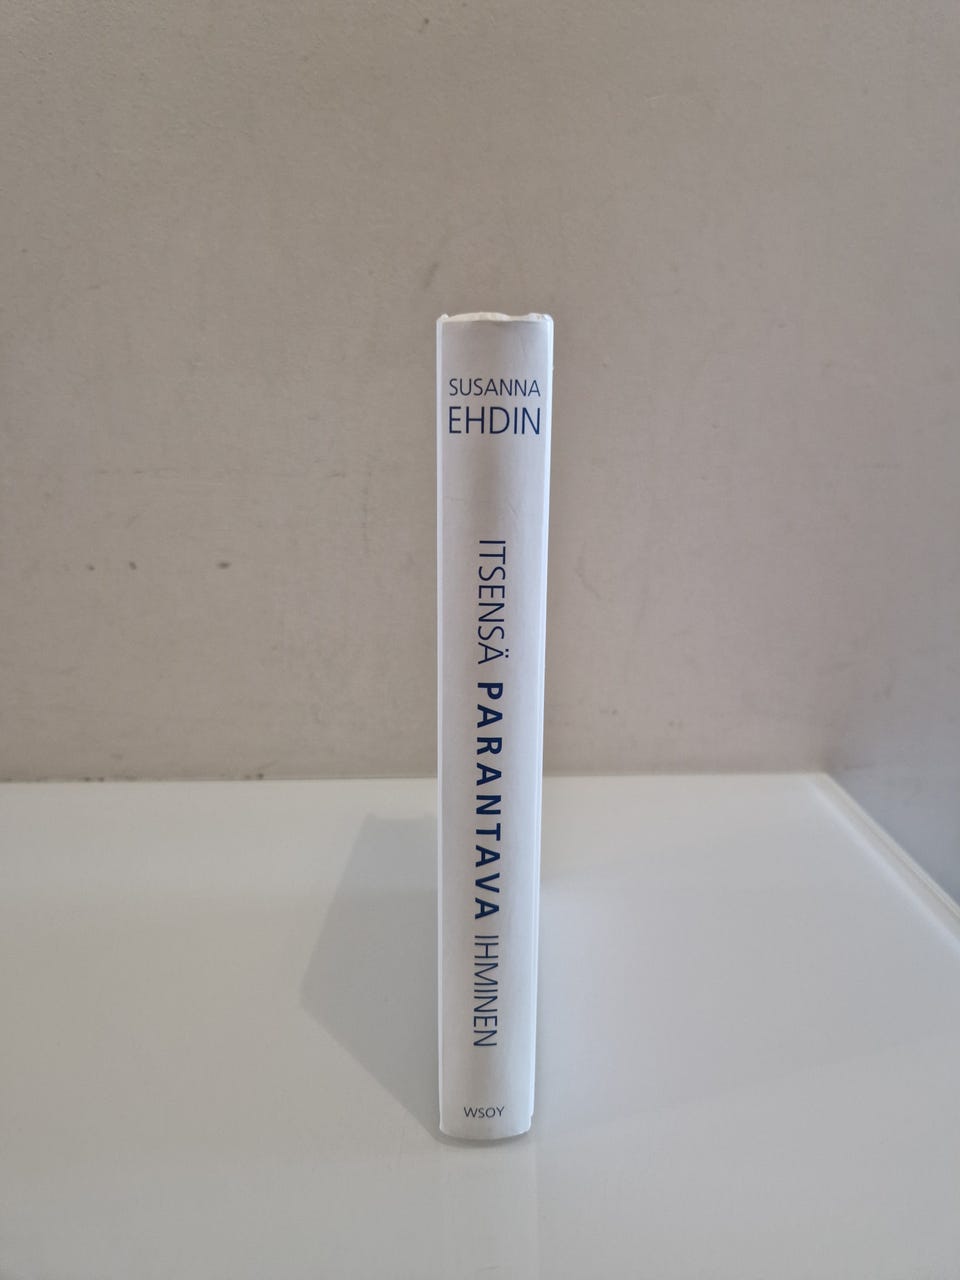 SUSANNA
EHDIN
ITSENSÄ PARANTAVA IHMINEN
WSOY